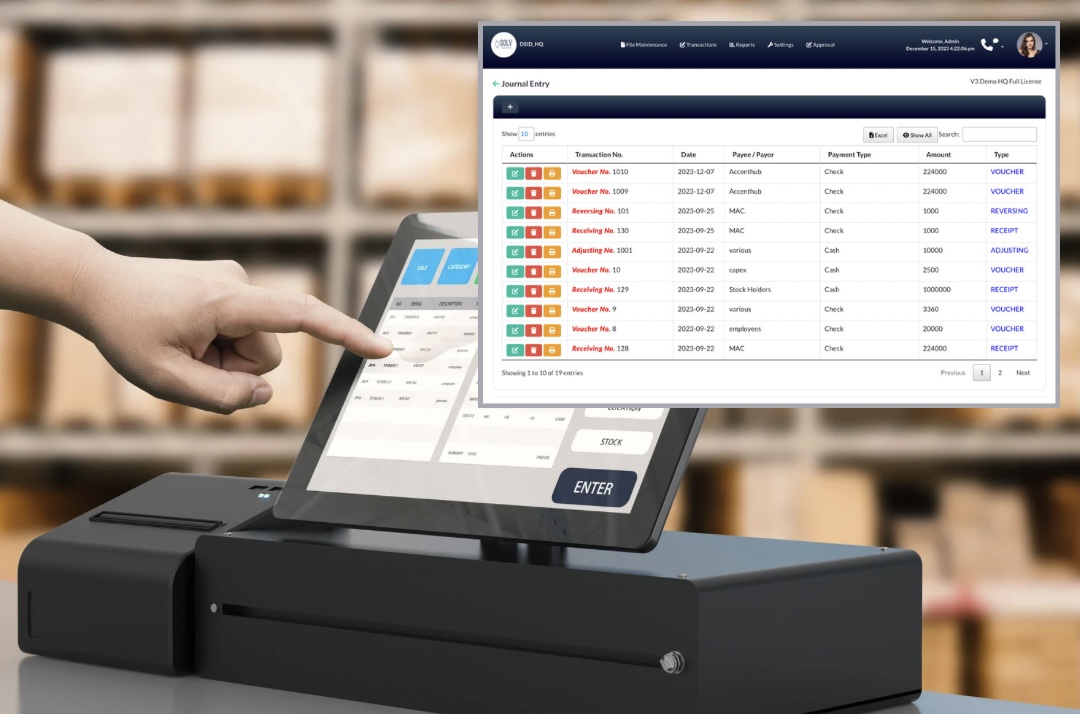 SOLV
DSID_HQ
File Maintenance
Transactions
Reports
Settings
Approval
Welcome, Admin
December 15, 2023 4:22:06 pm
Journal Entry
V3 Demo HQ Full License
+
Show 10 entries
Excel
Show All
Search:
Actions Transaction No. Date Payee / Payor Payment Type Amount Type
Voucher No. 1010 2023-12-07 Accenthub Check 224000 VOUCHER
Voucher No. 1009 2023-12-07 Accenthub Check 224000 VOUCHER
Reversing No. 101 2023-09-25 MAC. Check 1000 REVERSING
Receiving No. 130 2023-09-25 MAC Check 1000 RECEIPT
Adjusting No. 1001 2023-09-22 various Cash 10000 ADJUSTING
Voucher No. 10 2023-09-22 capex Cash 2500 VOUCHER
Receiving No. 129 2023-09-22 Stock Holders Cash 1000000 RECEIPT
Voucher No. 9 2023-09-22 various Check 3360 VOUCHER
Voucher No. 8 2023-09-22 employees Check 20000 VOUCHER
Receiving No. 128 2023-09-22 MAC Check 224000 RECEIPT
Showing 1 to 10 of 19 entries
Previous 1 2 Next
SALE
CATEGORY
SERIAL DESCRIPTION
LOCATION
STOCK
ENTER